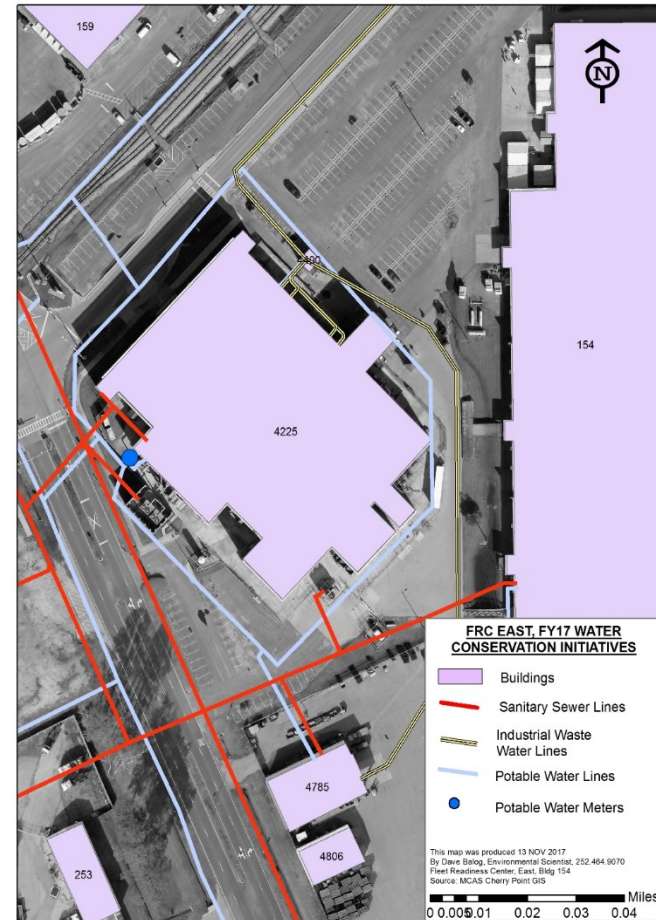 159
N
4225
154
4785
4806
253
FRC EAST, FY17 WATER
CONSERVATION INITIATIVES
Buildings
Sanitary Sewer Lines
Industrial Waste
Water Lines
Potable Water Lines
Potable Water Meters
This map was produced 13 NOV 2017
By Dave Balog, Environmental Scientist, 252.464.9070
Fleet Readiness Center, East, Bldg 154
Source: MCAS Cherry Point GIS
Miles
0 0.005 0.01 0.02 0.03 0.04